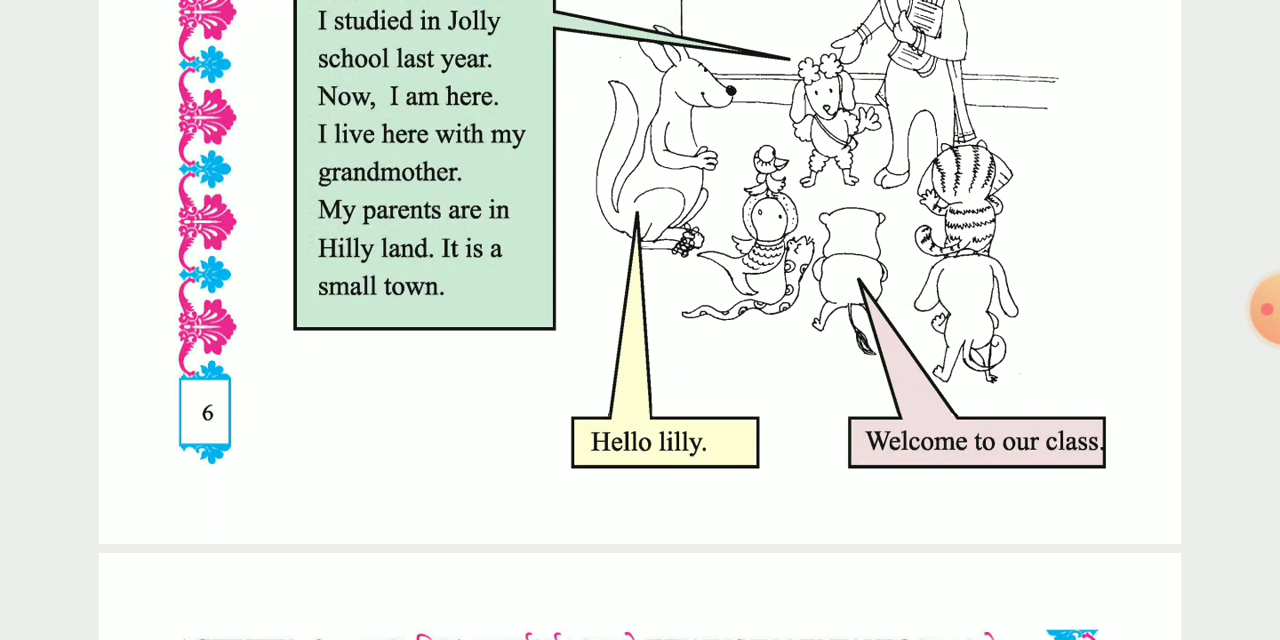 I studied in Jolly
school last year.
Now, I am here.
I live here with my
grandmother.
My parents are in
Hilly land. It is a
small town.
6
Hello lilly.
Welcome to our class.